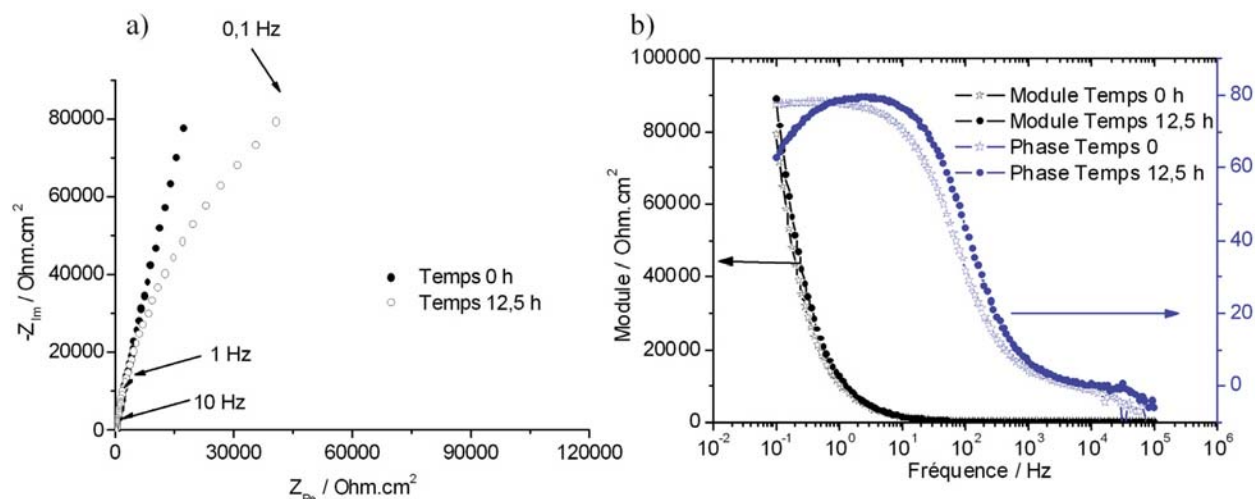 a)
0,1 Hz
80000
60000
40000
20000
0
-Z_Im / Ohm.cm²
Temps 0 h
Temps 12,5 h
1 Hz
10 Hz
0 30000 60000 90000 120000
/ Ohm.cm²
b)
100000
80000
60000
40000
20000
0
Module / Ohm.cm²
Module Temps 0 h
Module Temps 12,5 h
Phase Temps 0
Phase Temps 12,5 h
80
60
40
20
0
10⁻² 10⁻¹ 10⁰ 10¹ 10² 10³ 10⁴ 10⁵ 10⁶
Fréquence / Hz